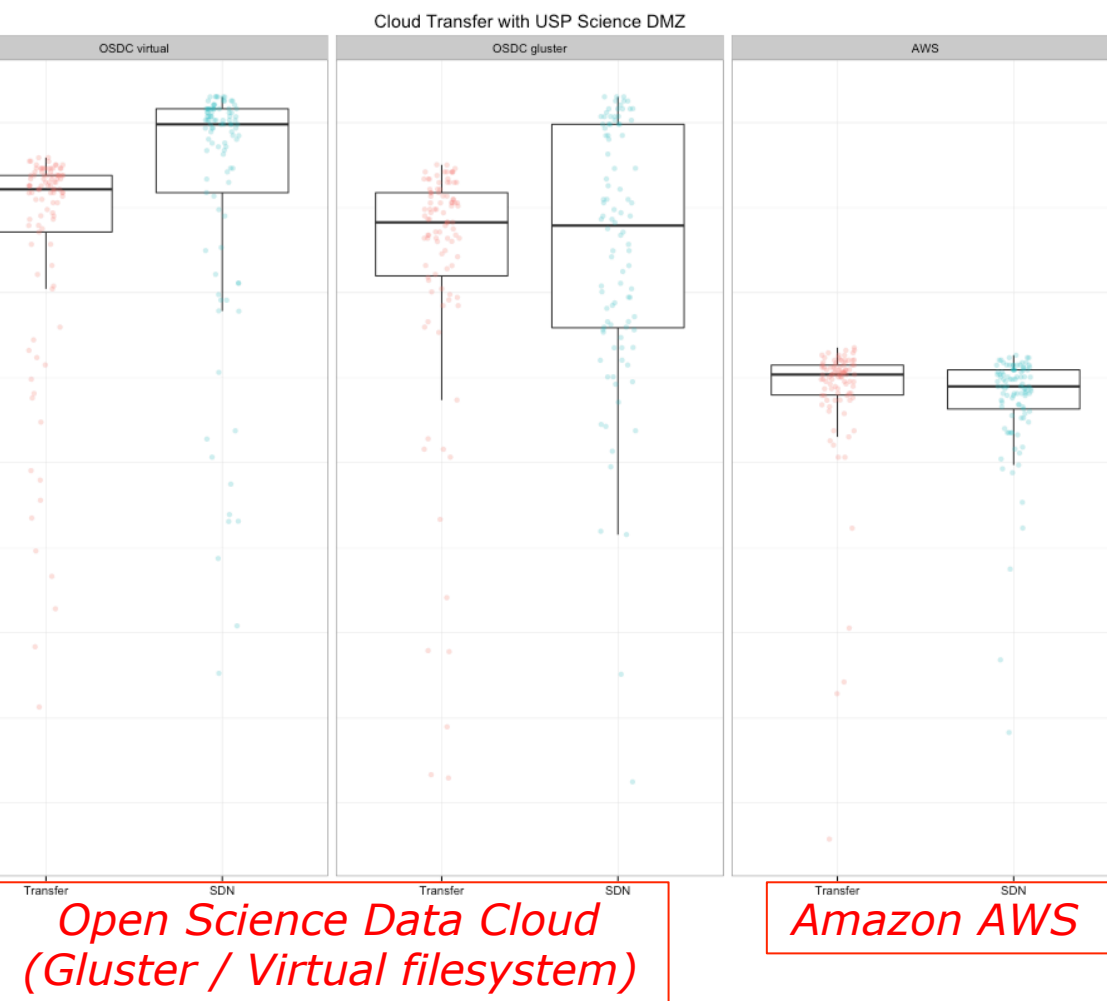 Cloud Transfer with USP Science DMZ
OSDC virtual
OSDC gluster
AWS
Transfer
SDN
Transfer
SDN
Transfer
SDN
Open Science Data Cloud
(Gluster / Virtual filesystem)
Amazon AWS